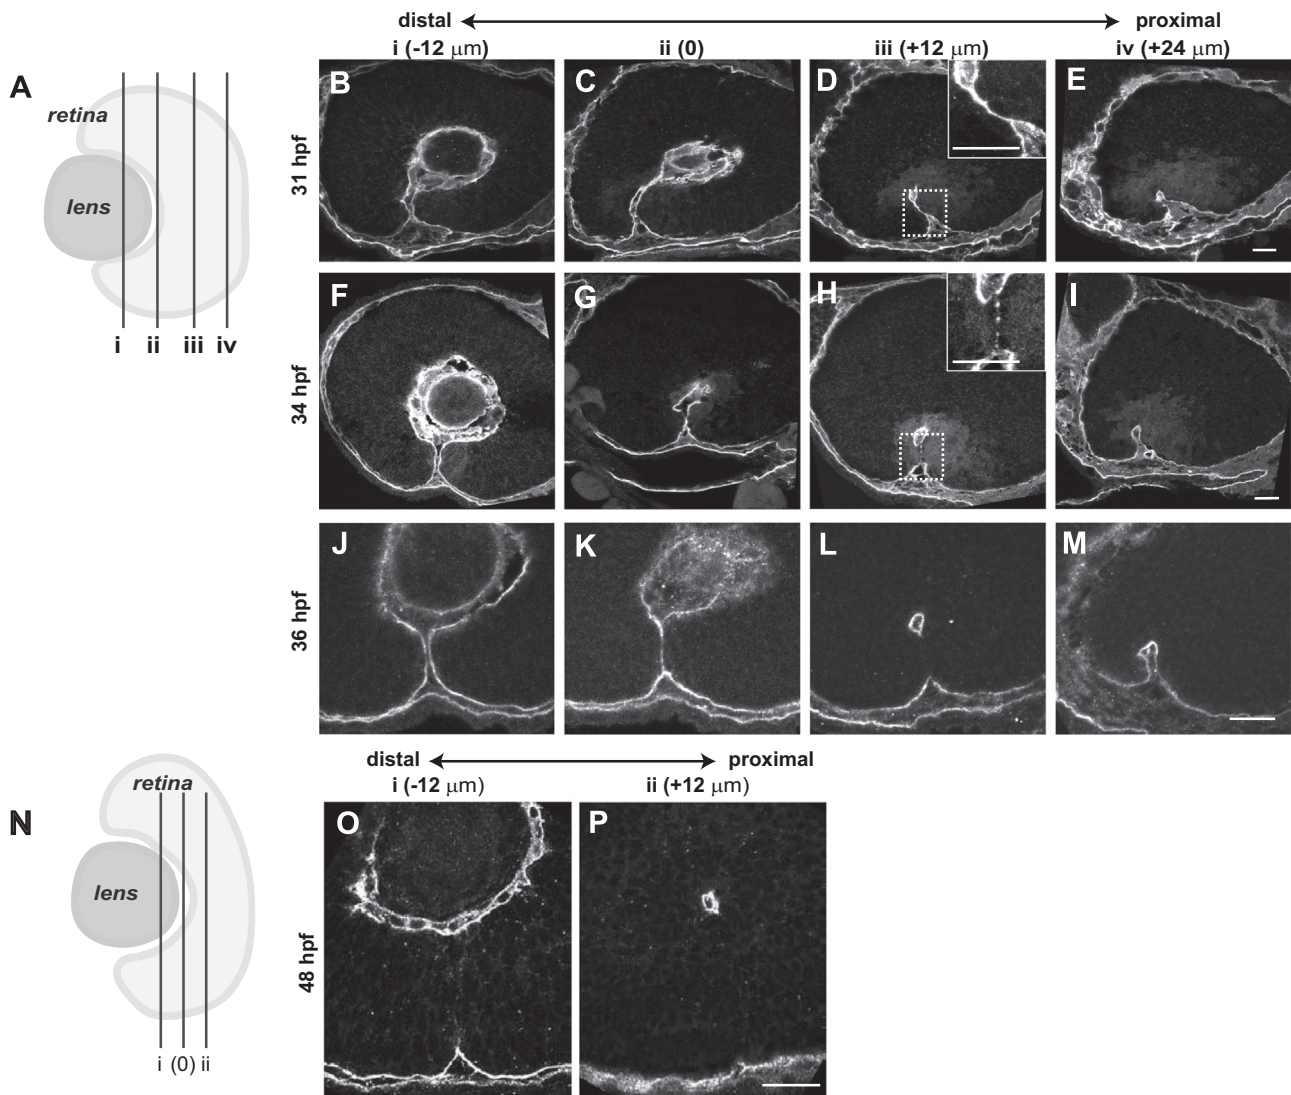 distal proximal
i (-12 μm) ii (0) iii (+12 μm) iv (+24 μm)
A
retina
lens
i ii iii iv
31 hpf
B C D E
34 hpf
F G H I
36 hpf
J K L M
distal proximal
i (-12 μm) ii (+12 μm)
N
retina
lens
i (0) ii
48 hpf
O P